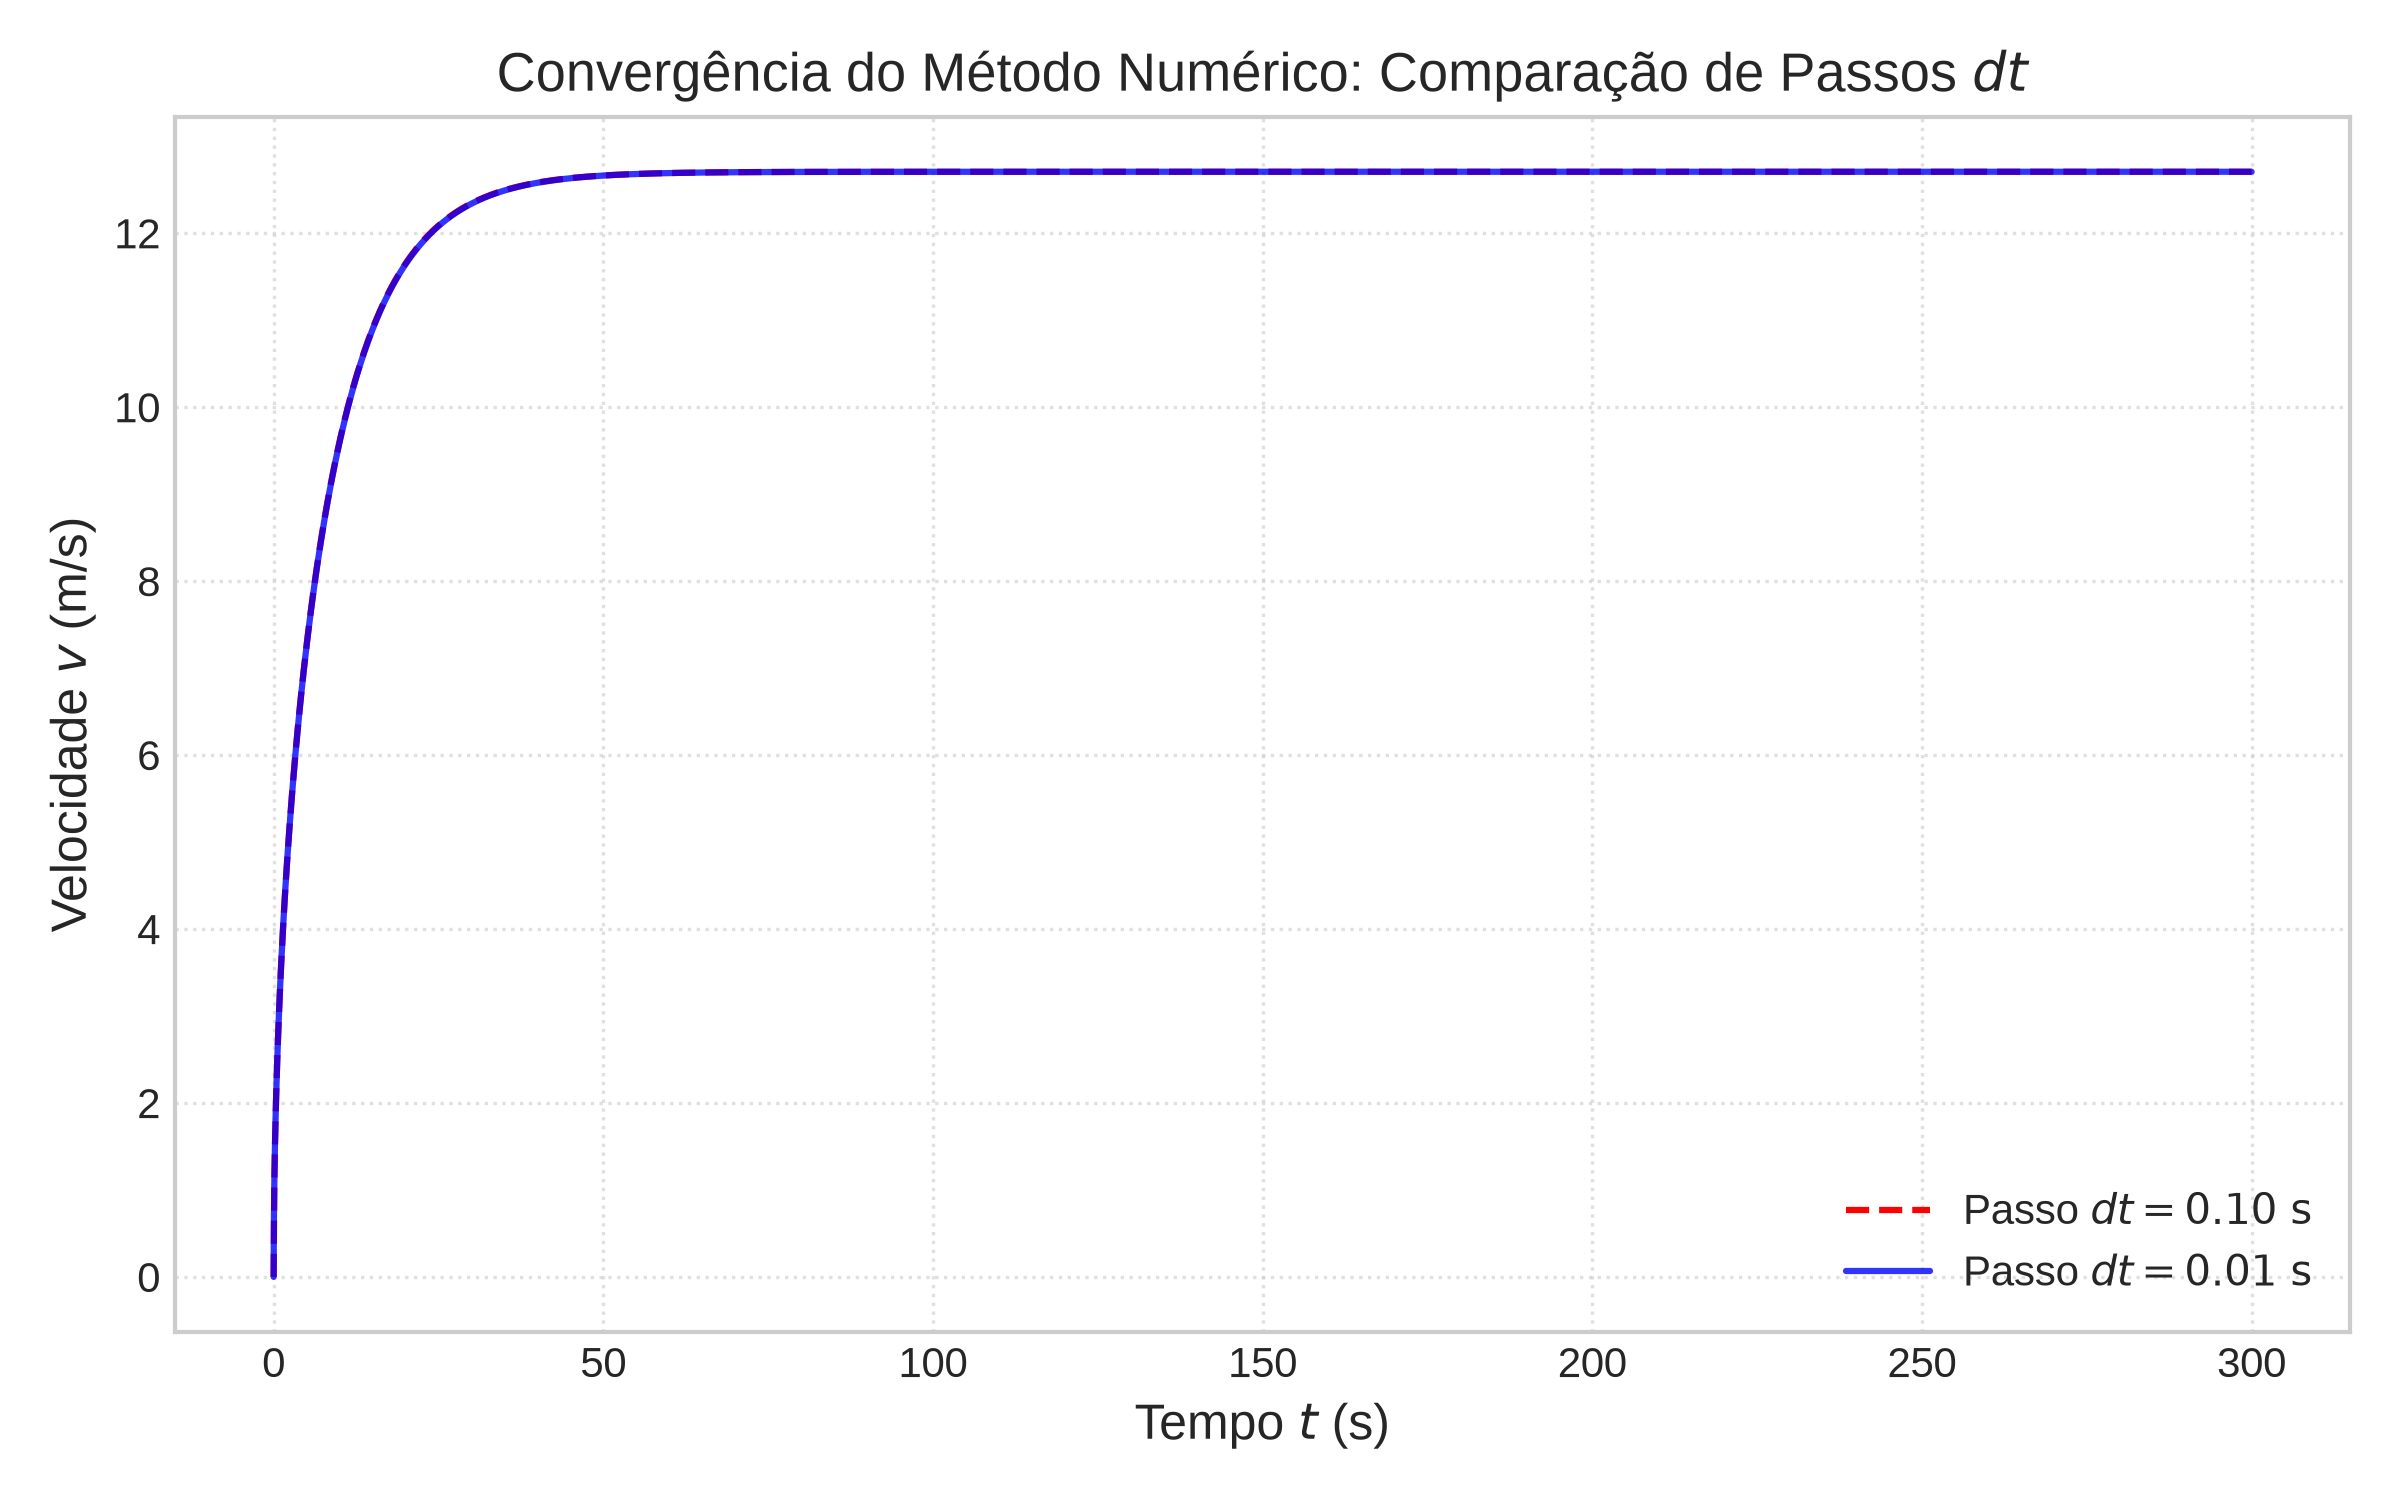 Convergência do Método Numérico: Comparação de Passos dt
Velocidade v (m/s)
12
10
8
6
4
2
0
Passo dt = 0.10 s
Passo dt = 0.01 s
0 50 100 150 200 250 300
Tempo t (s)